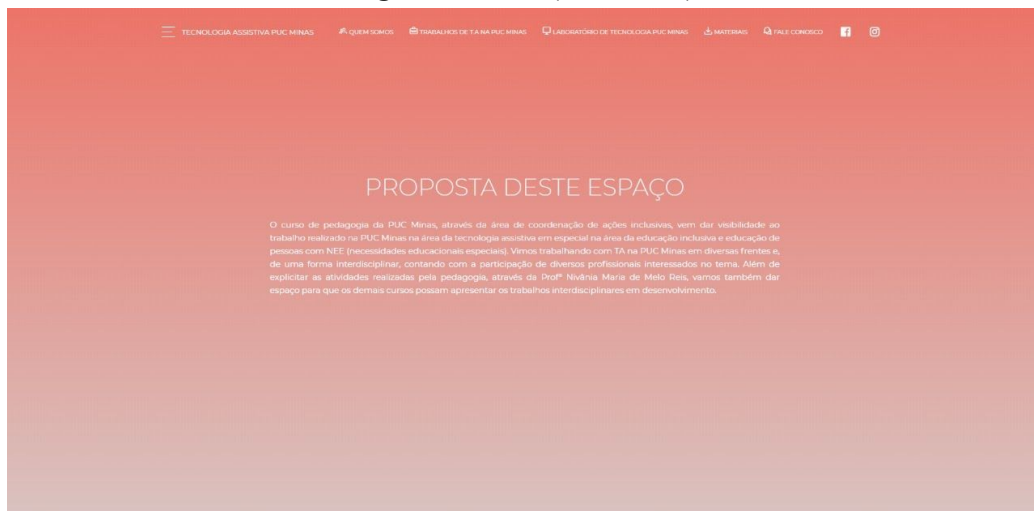 TECNOLOGIA ASSISTIVA PUC MINAS QUEM SOMOS TRABALHOS DE T.A NA PUC MINAS LABORATÓRIO DE TECNOLOGIA PUC MINAS MATERIAIS FALE CONOSCO
PROPOSTA DESTE ESPAÇO
O curso de pedagogia da PUC Minas, através da área de coordenação de ações inclusivas, vem dar visibilidade ao
trabalho realizado na PUC Minas na área da tecnologia assistiva em especial na área da educação inclusiva e educação de
pessoas com NEE (necessidades educacionais especiais). Vimos trabalhando com TA na PUC Minas em diversas frentes e,
de uma forma interdisciplinar, contando com a participação de diversos profissionais interessados no tema. Além de
explicitar as atividades realizadas pela pedagogia, através da Profª Nivânia Maria de Melo Reis, vamos também dar
espaço para que os demais cursos possam apresentar os trabalhos interdisciplinares em desenvolvimento.